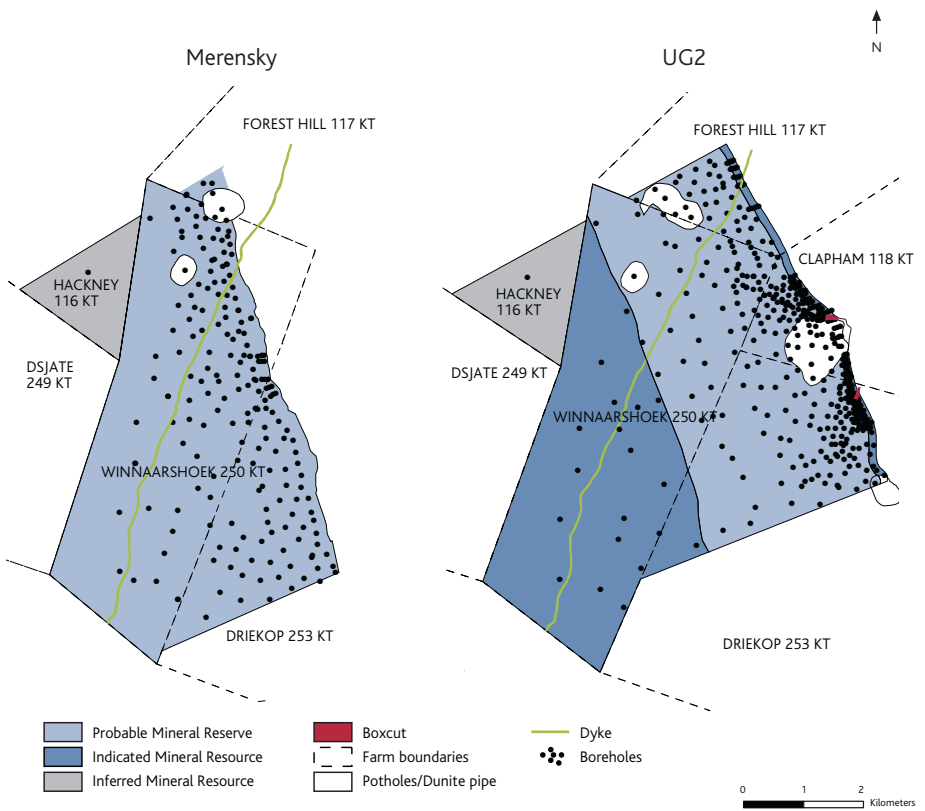 N
Merensky
UG2
FOREST HILL 117 KT
FOREST HILL 117 KT
CLAPHAM 118 KT
HACKNEY
116 KT
HACKNEY
116 KT
DSJATE
249 KT
DSJATE 249 KT
WINNAARSHOEK 250 KT
WINNAARSHOEK 250 KT
DRIEKOP 253 KT
DRIEKOP 253 KT
Probable Mineral Reserve
Boxcut
Dyke
Indicated Mineral Resource
Farm boundaries
Boreholes
Inferred Mineral Resource
Potholes/Dunite pipe
0 1 2
Kilometers